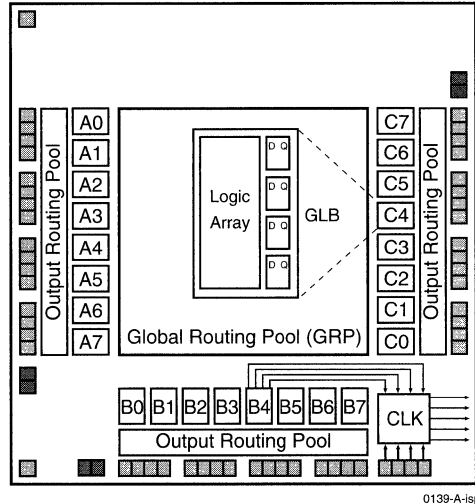 A0
A1
A2
A3
A4
A5
A6
A7
Output Routing Pool
Logic
Array
D Q
D Q
D Q
D Q
GLB
Global Routing Pool (GRP)
C7
C6
C5
C4
C3
C2
C1
C0
Output Routing Pool
B0 B1 B2 B3 B4 B5 B6 B7
Output Routing Pool
CLK
0139-A-is